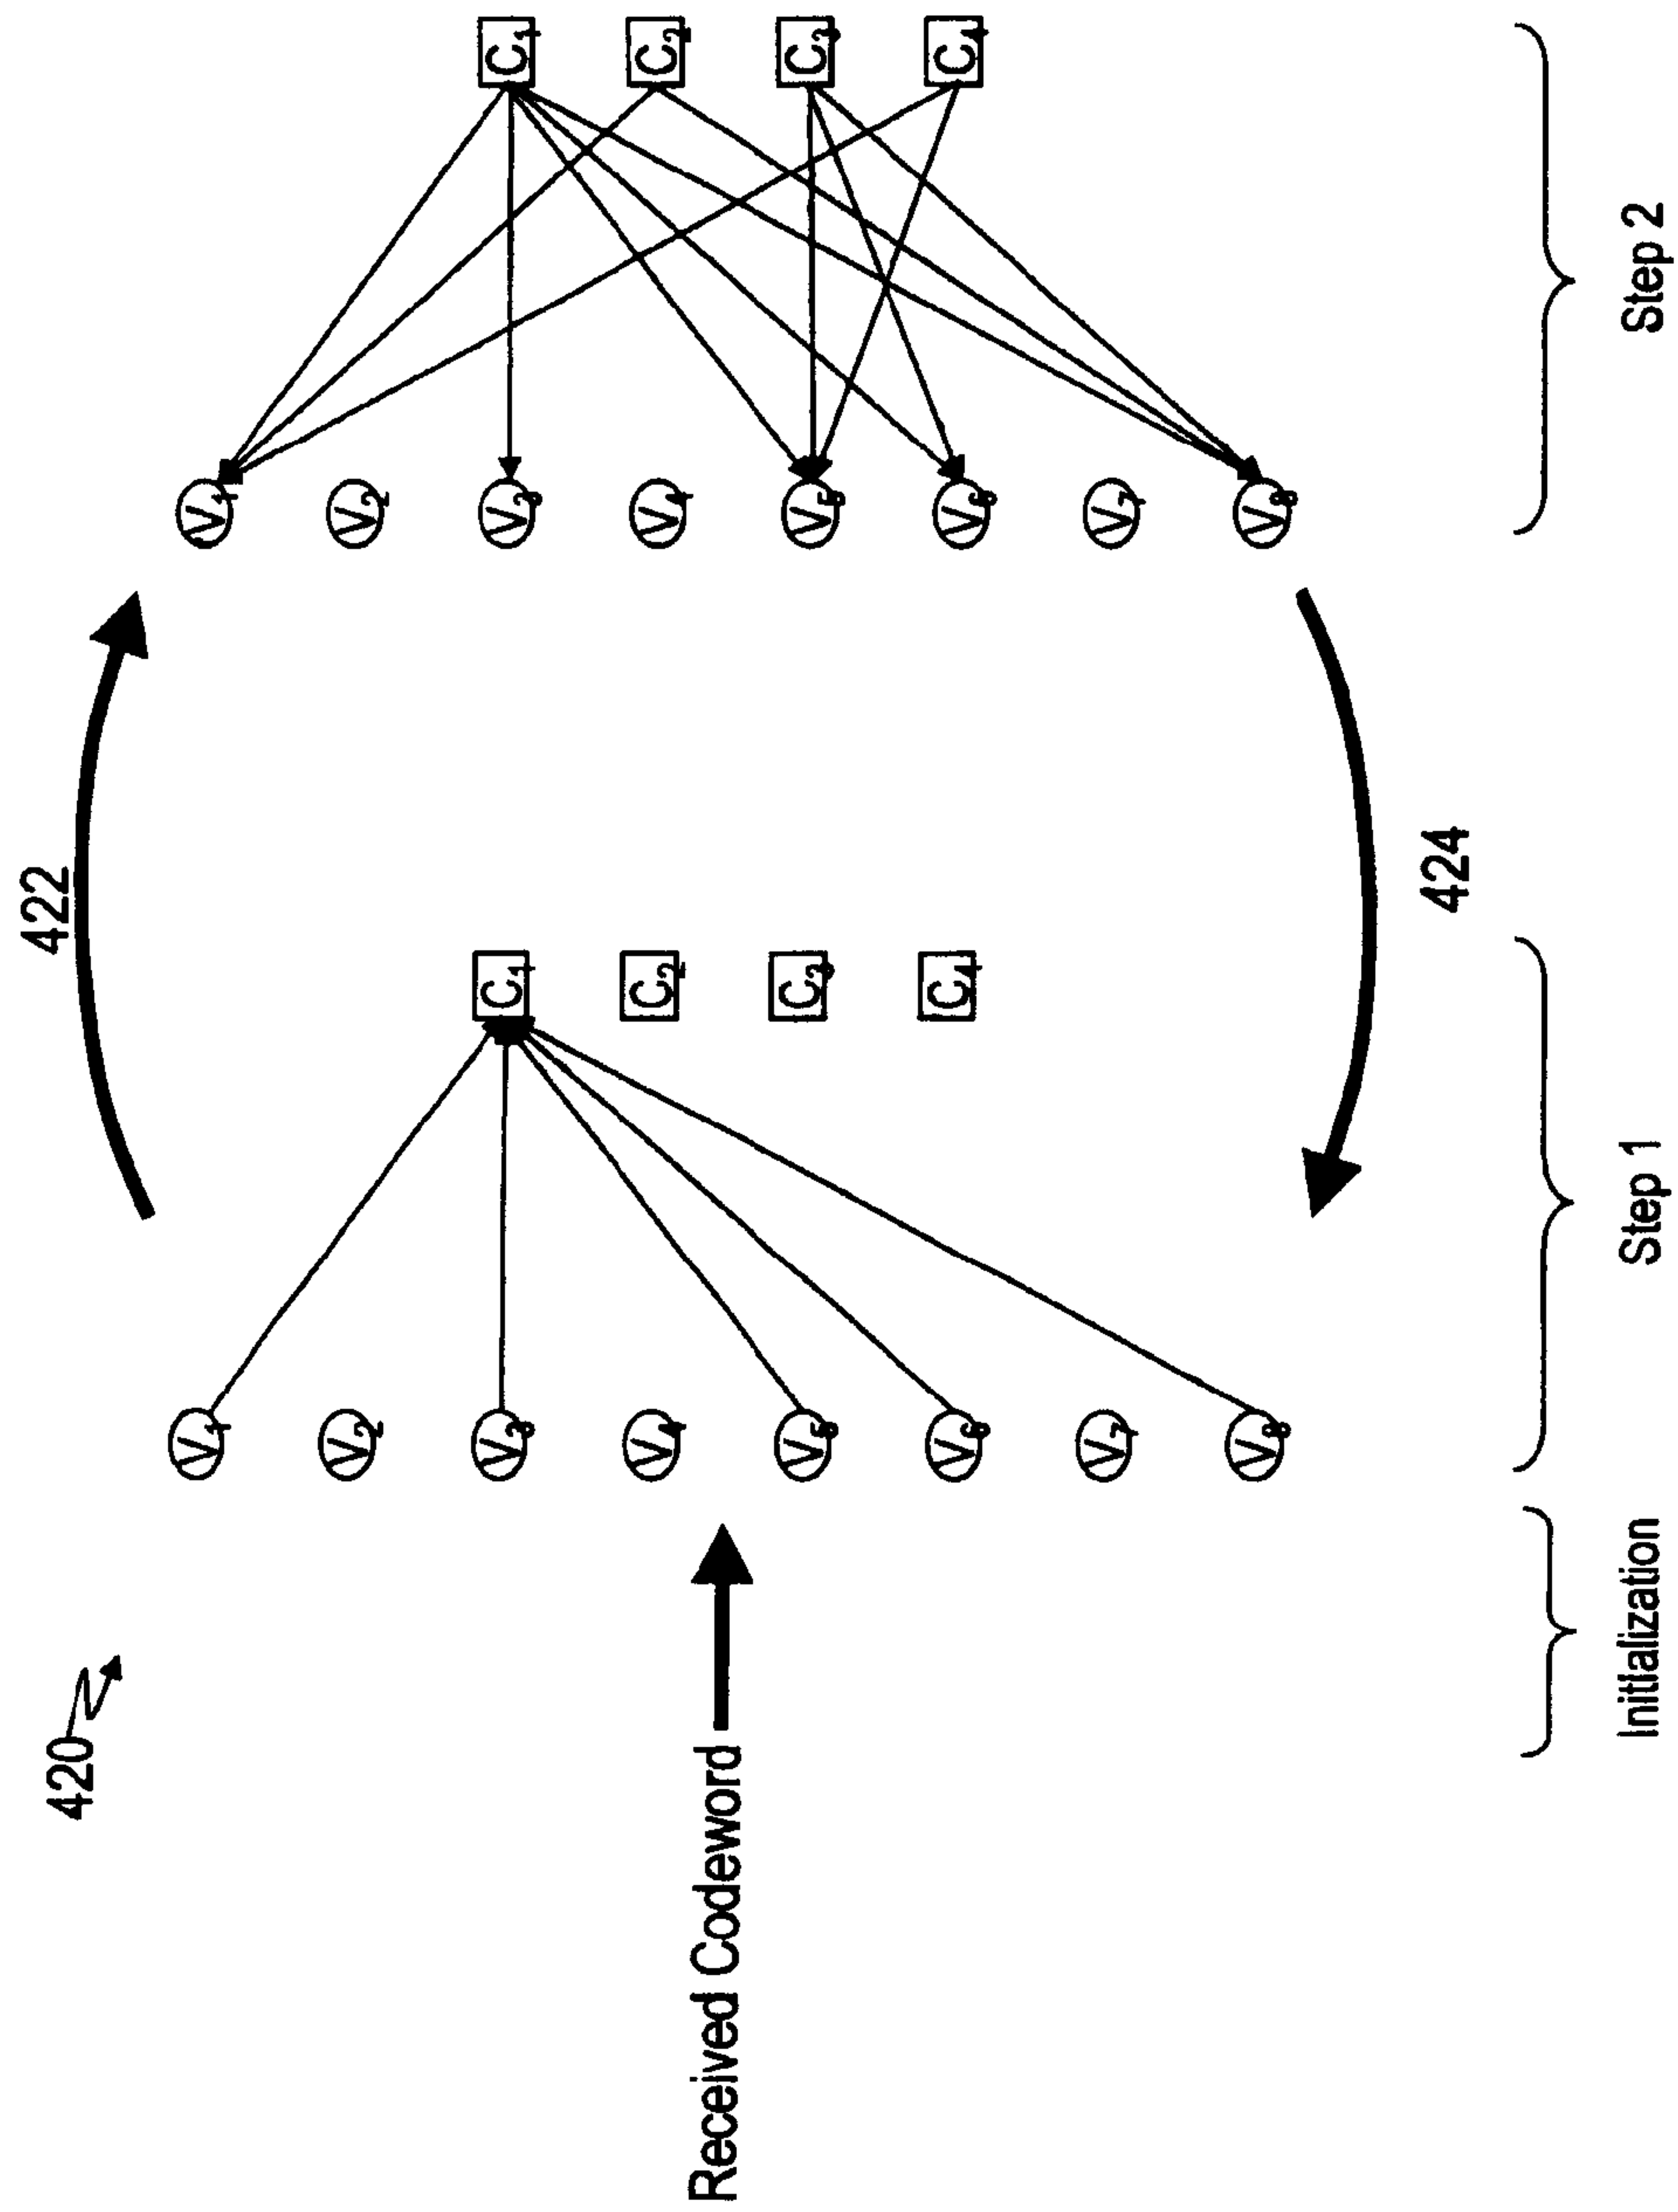 420
422
Received Codeword
V1
V2
V3
V4
V5
V6
V7
V8
C1
C2
C3
C4
V1
V2
V3
V4
V5
V6
V7
V8
C1
C2
C3
C4
424
Initialization
Step 1
Step 2